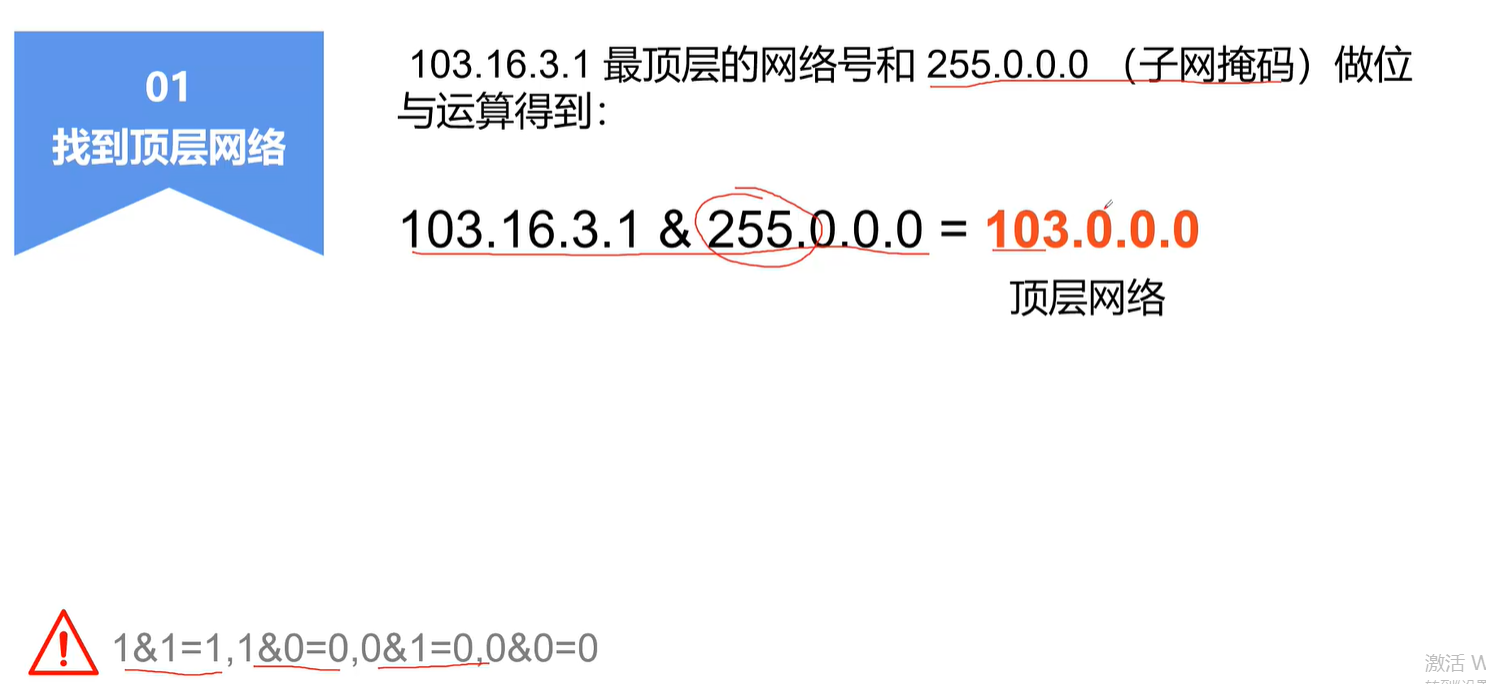 01
找到顶层网络
103.16.3.1 最顶层的网络号和 255.0.0.0 （子网掩码）做位
与运算得到：
103.16.3.1 & 255.0.0.0 = 103.0.0.0
顶层网络
1&1=1,1&0=0,0&1=0,0&0=0
激活 W